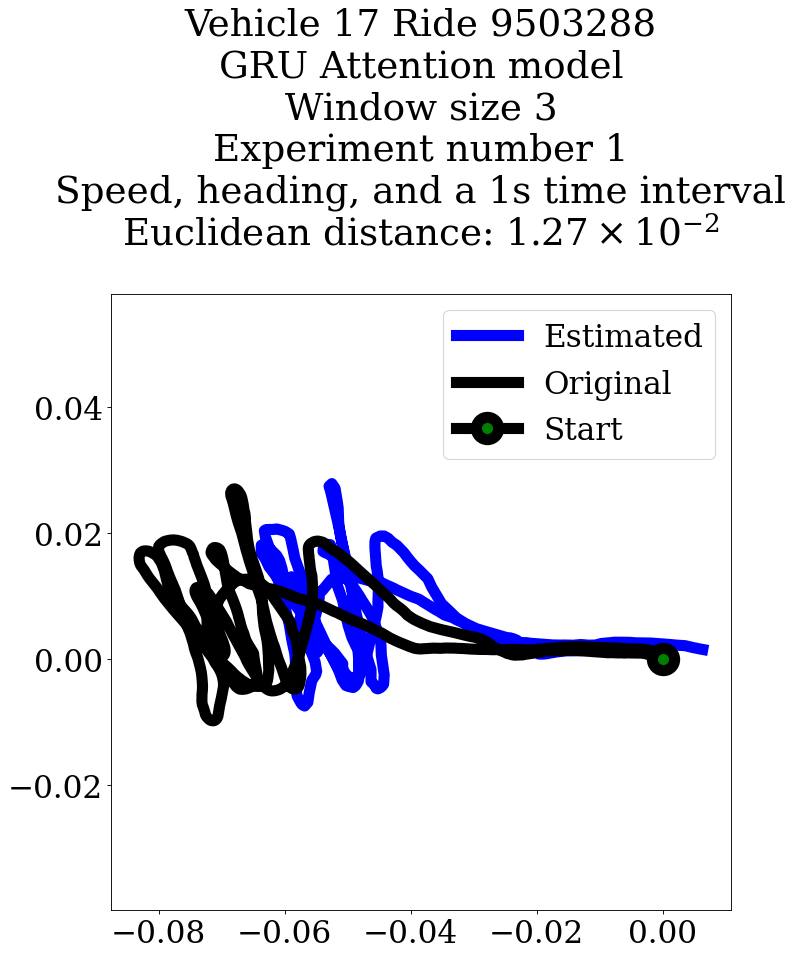 Vehicle 17 Ride 9503288
GRU Attention model
Window size 3
Experiment number 1
Speed, heading, and a 1s time interval
Euclidean distance: 1.27 × 10⁻²
Estimated
Original
Start
0.04
0.02
0.00
−0.02
−0.08 −0.06 −0.04 −0.02 0.00